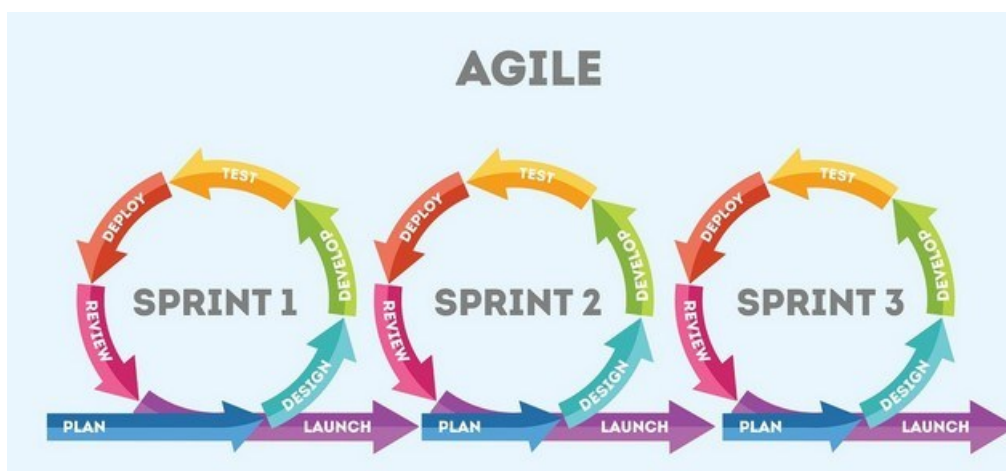 AGILE
TEST
DEPLOY
DEVELOP
SPRINT 1
REVIEW
DESIGN
PLAN
LAUNCH
TEST
DEPLOY
DEVELOP
SPRINT 2
REVIEW
DESIGN
PLAN
LAUNCH
TEST
DEPLOY
DEVELOP
SPRINT 3
REVIEW
DESIGN
PLAN
LAUNCH